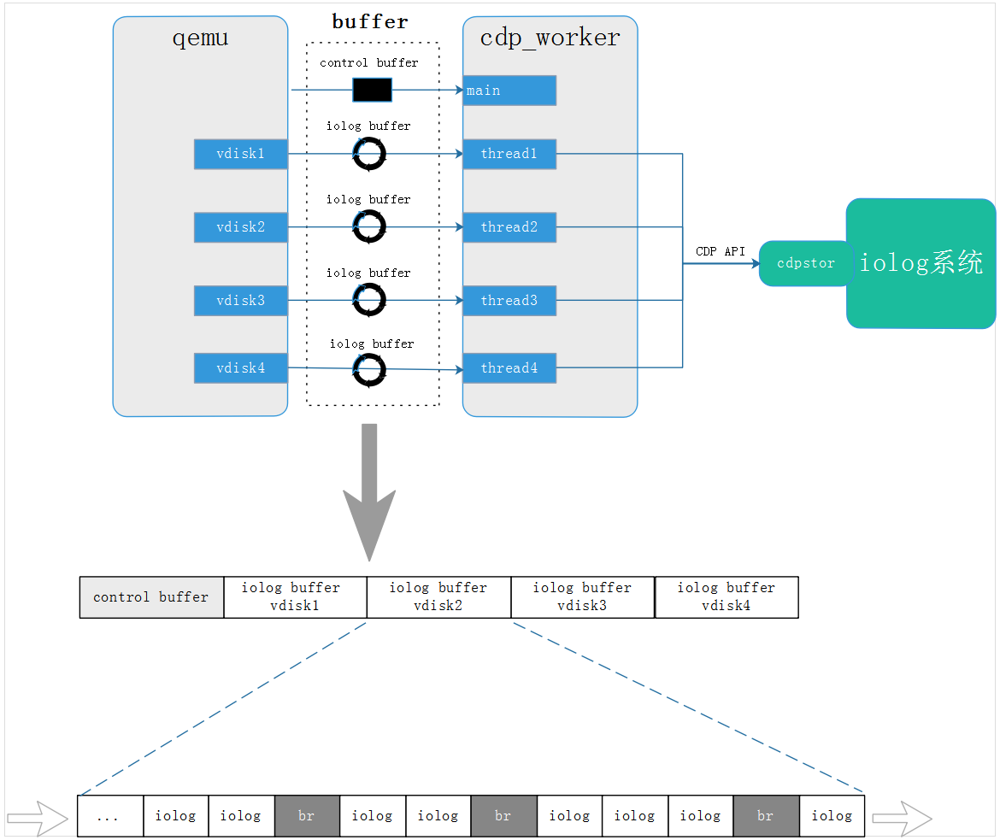 buffer
qemu
cdp_worker
control buffer
main
iolog buffer
vdisk1
thread1
iolog buffer
vdisk2
thread2
CDP API
cdpstor
iolog系统
iolog buffer
vdisk3
thread3
iolog buffer
vdisk4
thread4
control buffer
iolog buffer
vdisk1
iolog buffer
vdisk2
iolog buffer
vdisk3
iolog buffer
vdisk4
...
iolog
iolog
br
iolog
iolog
br
iolog
iolog
iolog
br
iolog